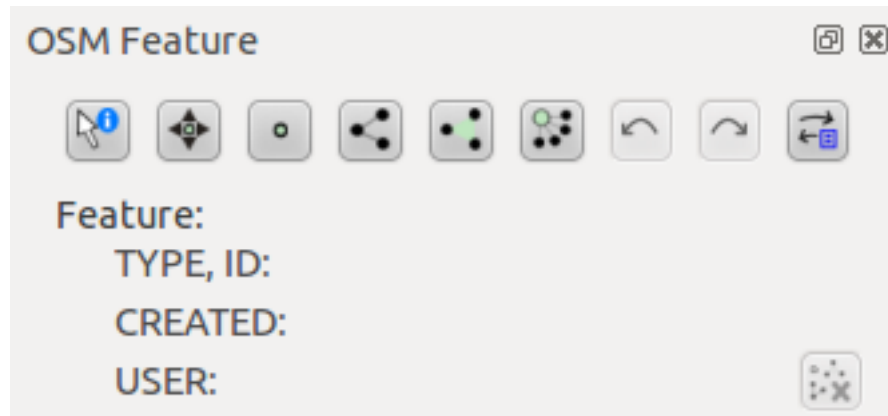 OSM Feature
Feature:
TYPE, ID:
CREATED:
USER: